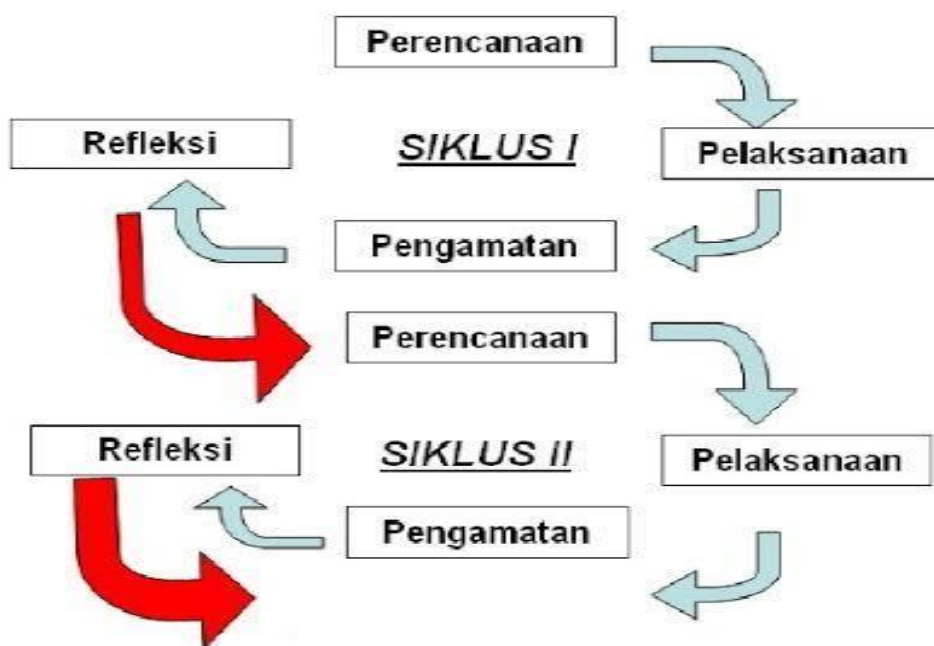 Perencanaan
Refleksi
SIKLUS I
Pelaksanaan
Pengamatan
Perencanaan
Refleksi
SIKLUS II
Pelaksanaan
Pengamatan